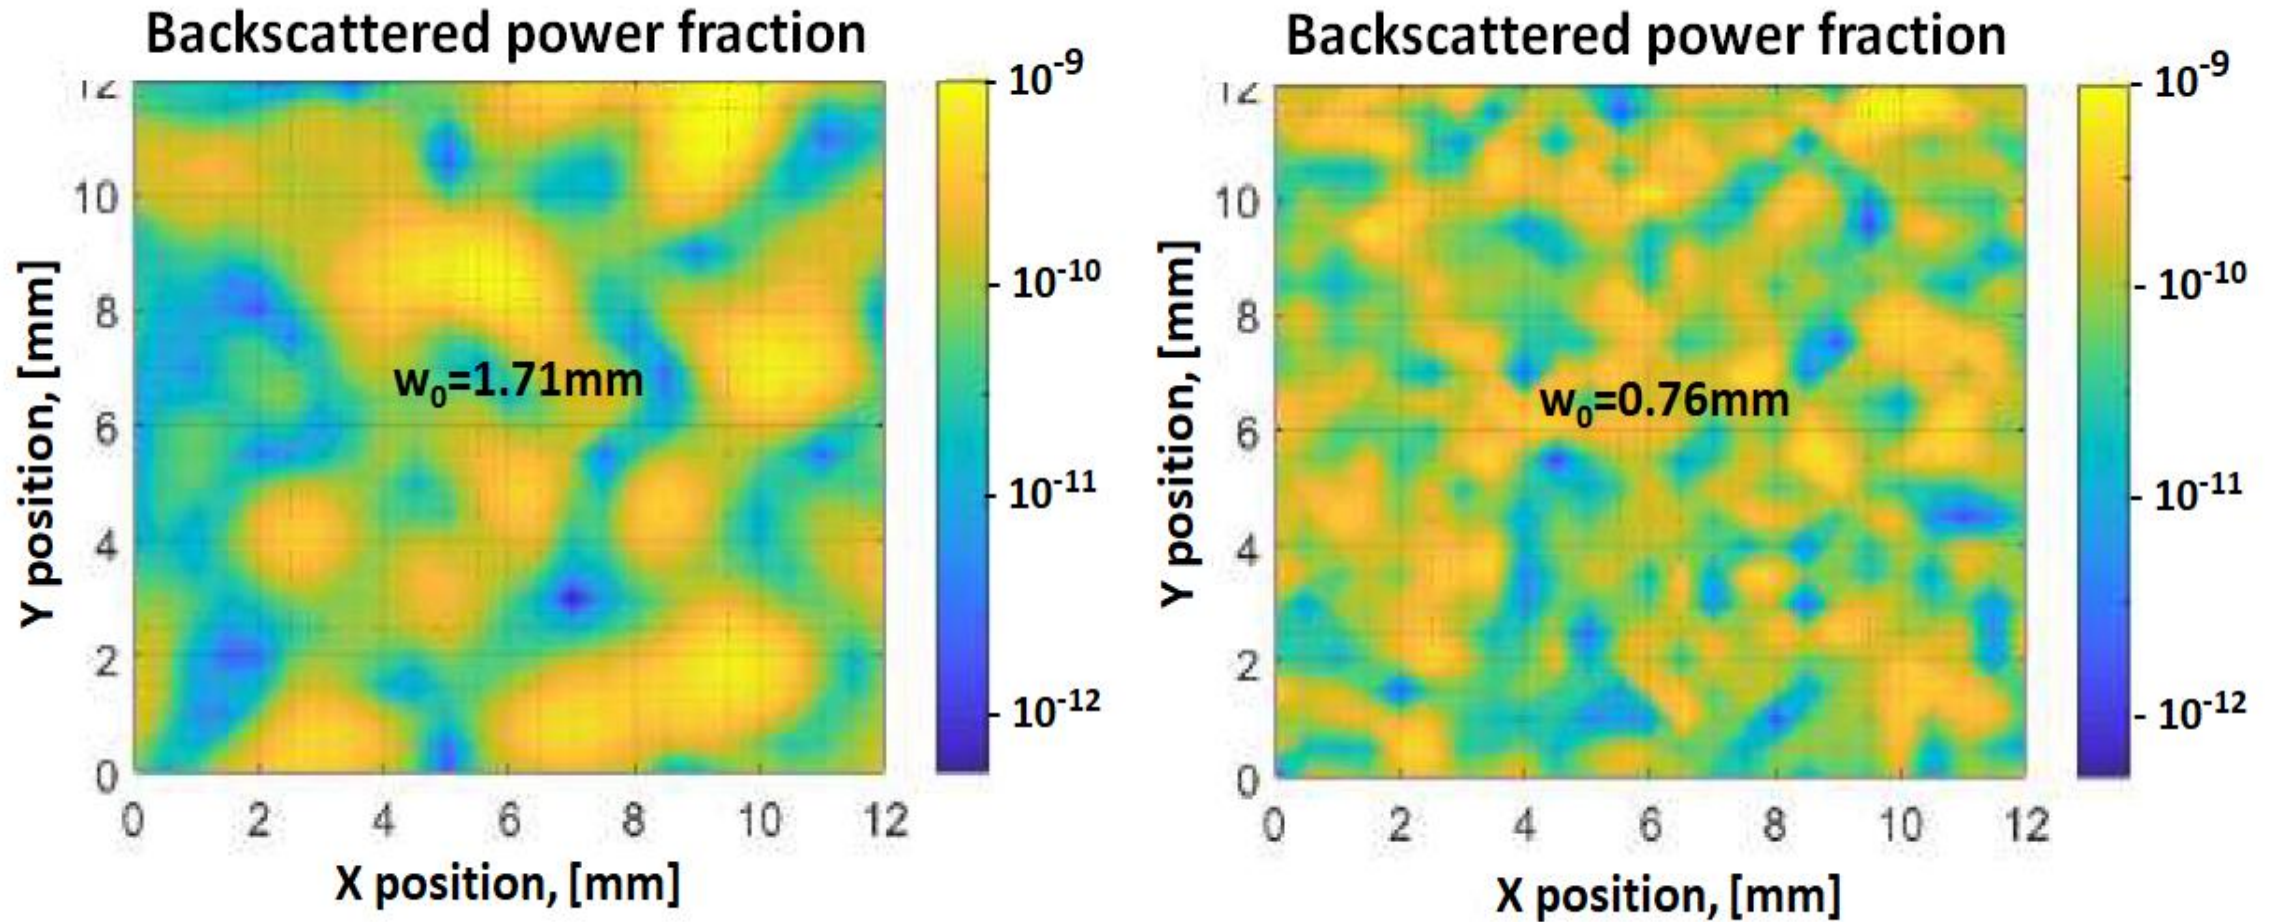 Backscattered power fraction
12
10
8
6
4
2
0
0 2 4 6 8 10 12
Y position, [mm]
X position, [mm]
w₀=1.71mm
10⁻⁹
10⁻¹⁰
10⁻¹¹
10⁻¹²
Backscattered power fraction
12
10
8
6
4
2
0
0 2 4 6 8 10 12
Y position, [mm]
X position, [mm]
w₀=0.76mm
10⁻⁹
10⁻¹⁰
10⁻¹¹
10⁻¹²